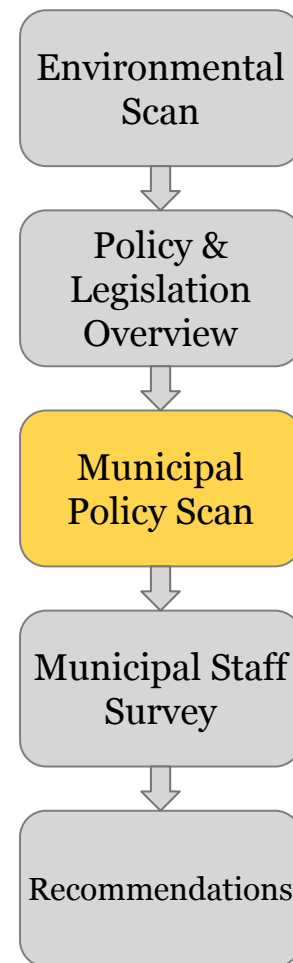 Environmental
Scan
Policy &
Legislation
Overview
Municipal
Policy Scan
Municipal Staff
Survey
Recommendations